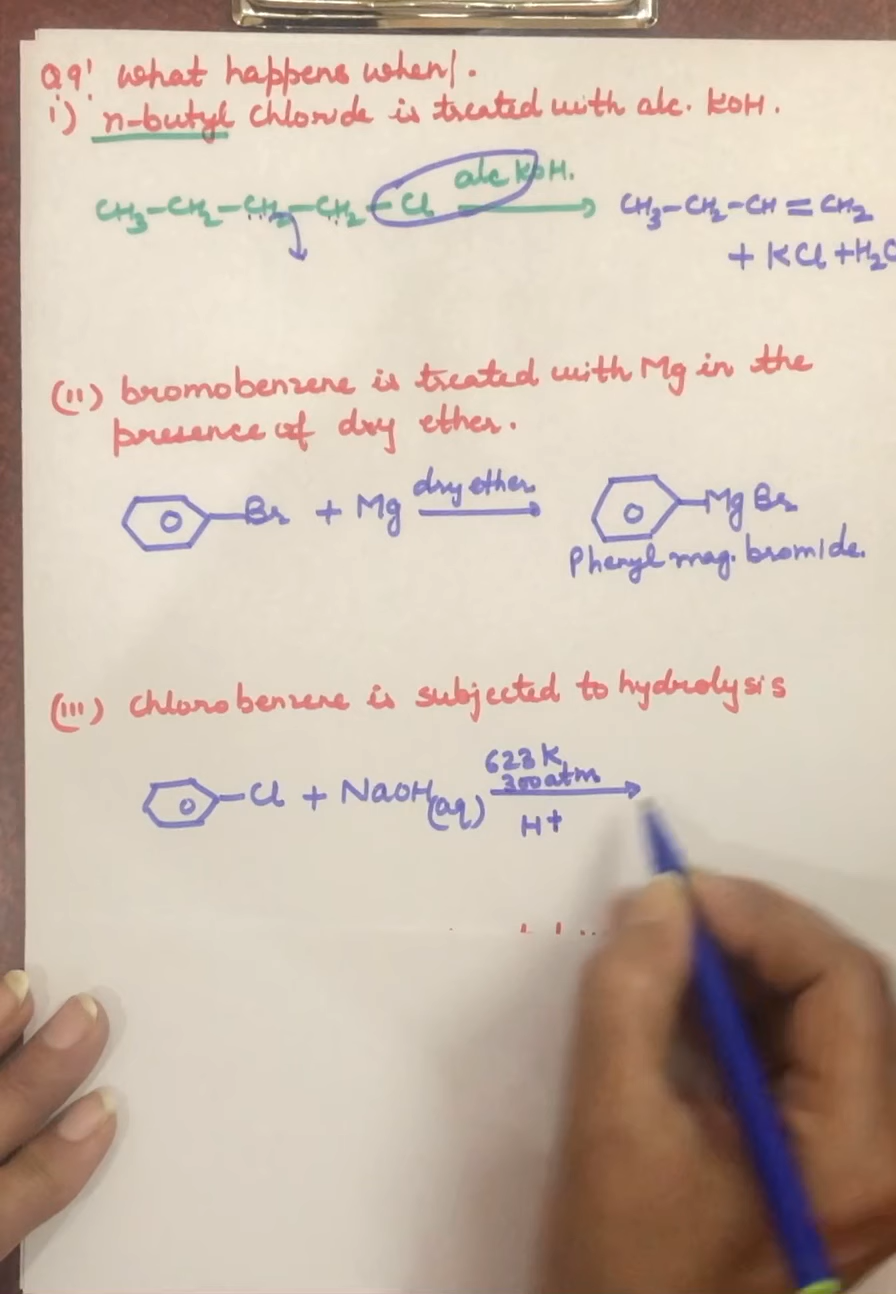 Q9! what happens when.
i) n-butyl chloride is treated with alc. KOH.
CH3-CH2-CH2-CH2-Cl alc KOH. → CH3-CH2-CH=CH2
+ KCl + H2O
(ii) bromobenzene is treated with Mg in the
presence of dry ether.
-Br + Mg dry ether → -MgBr
Phenyl mag. bromide.
(iii) chlorobenzene is subjected to hydrolysis
623 K
-Cl + NaOH(aq) 300 atm →
H+